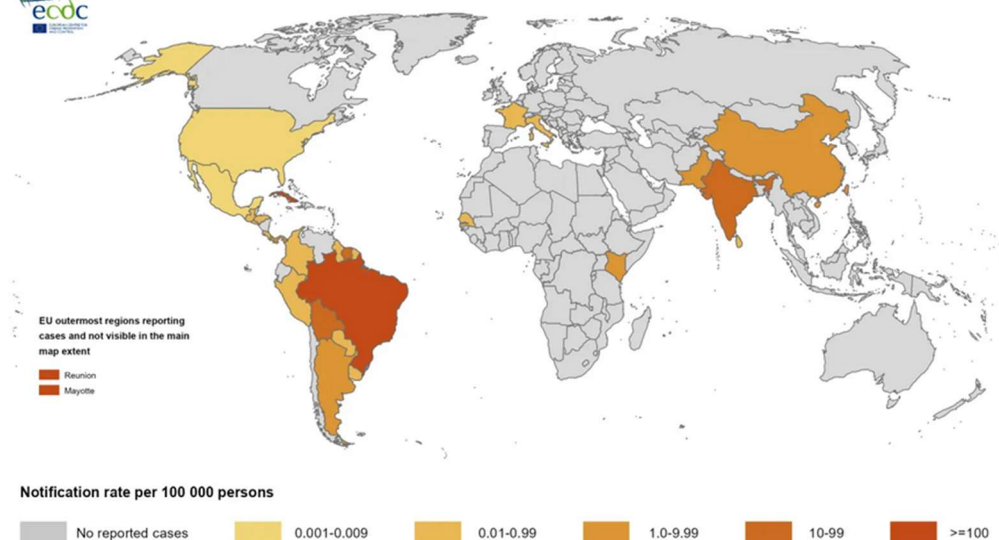 ecdc
EU outermost regions reporting
cases and not visible in the main
map extent
Reunion
Mayotte
Notification rate per 100 000 persons
No reported cases
0.001-0.009
0.01-0.99
1.0-9.99
10-99
>=100